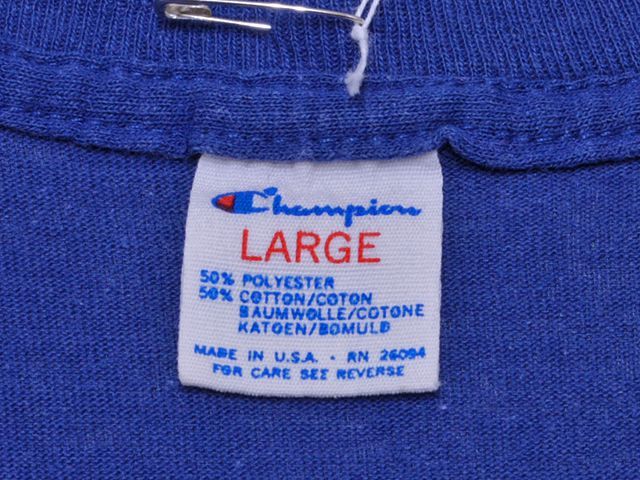 Champion
LARGE
50% POLYESTER
50% COTTON/COTON
BAUMWOLLE/COTONE
KATOEN/BOMULD
MADE IN U.S.A. · RN 26094
FOR CARE SEE REVERSE